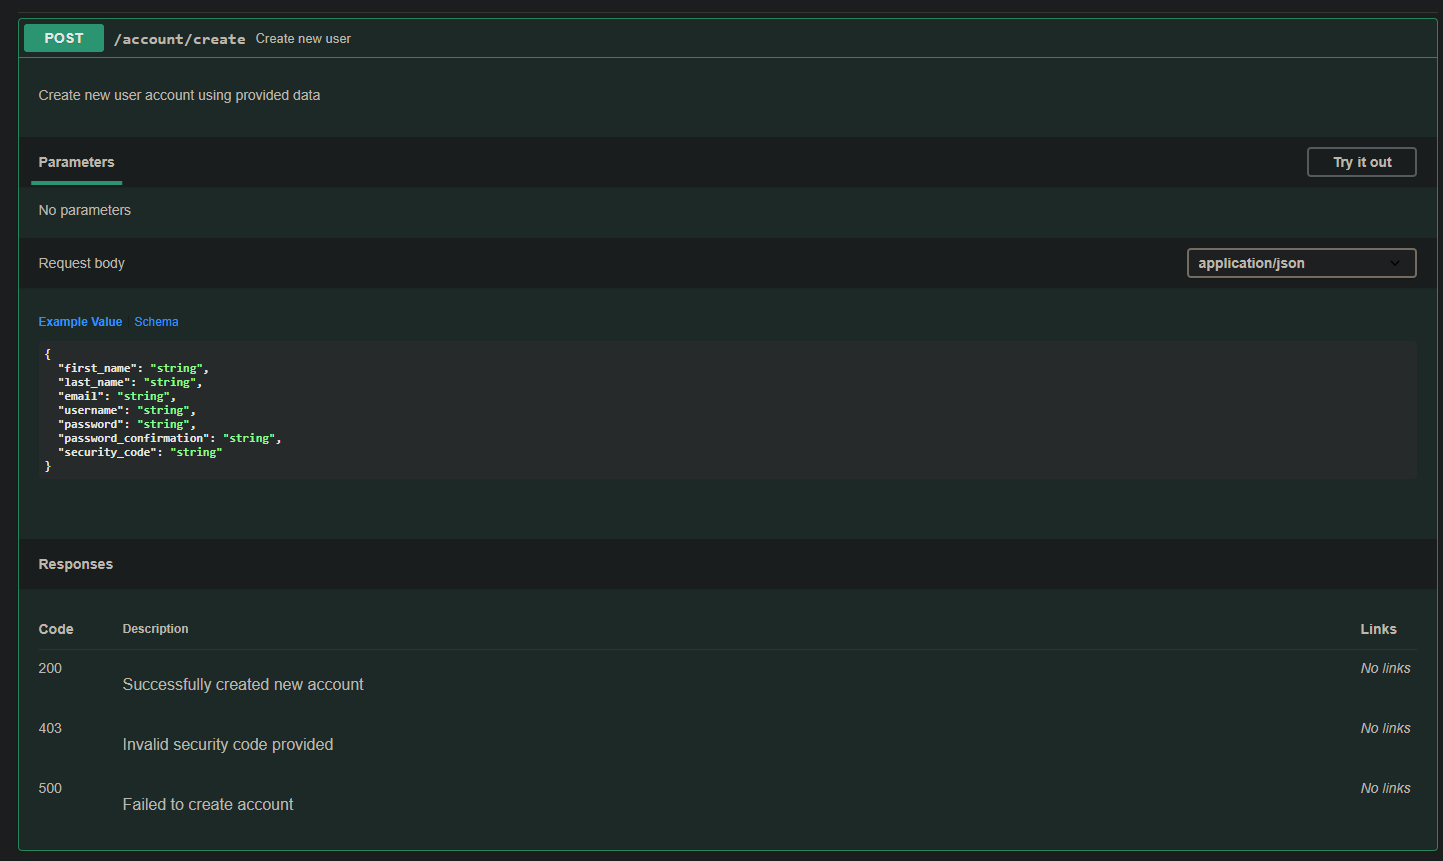 POST /account/create Create new user
Create new user account using provided data
Parameters Try it out
No parameters
Request body application/json
Example Value Schema
{
  "first_name": "string",
  "last_name": "string",
  "email": "string",
  "username": "string",
  "password": "string",
  "password_confirmation": "string",
  "security_code": "string"
}
Responses
Code Description Links
200 No links
Successfully created new account
403 No links
Invalid security code provided
500 No links
Failed to create account